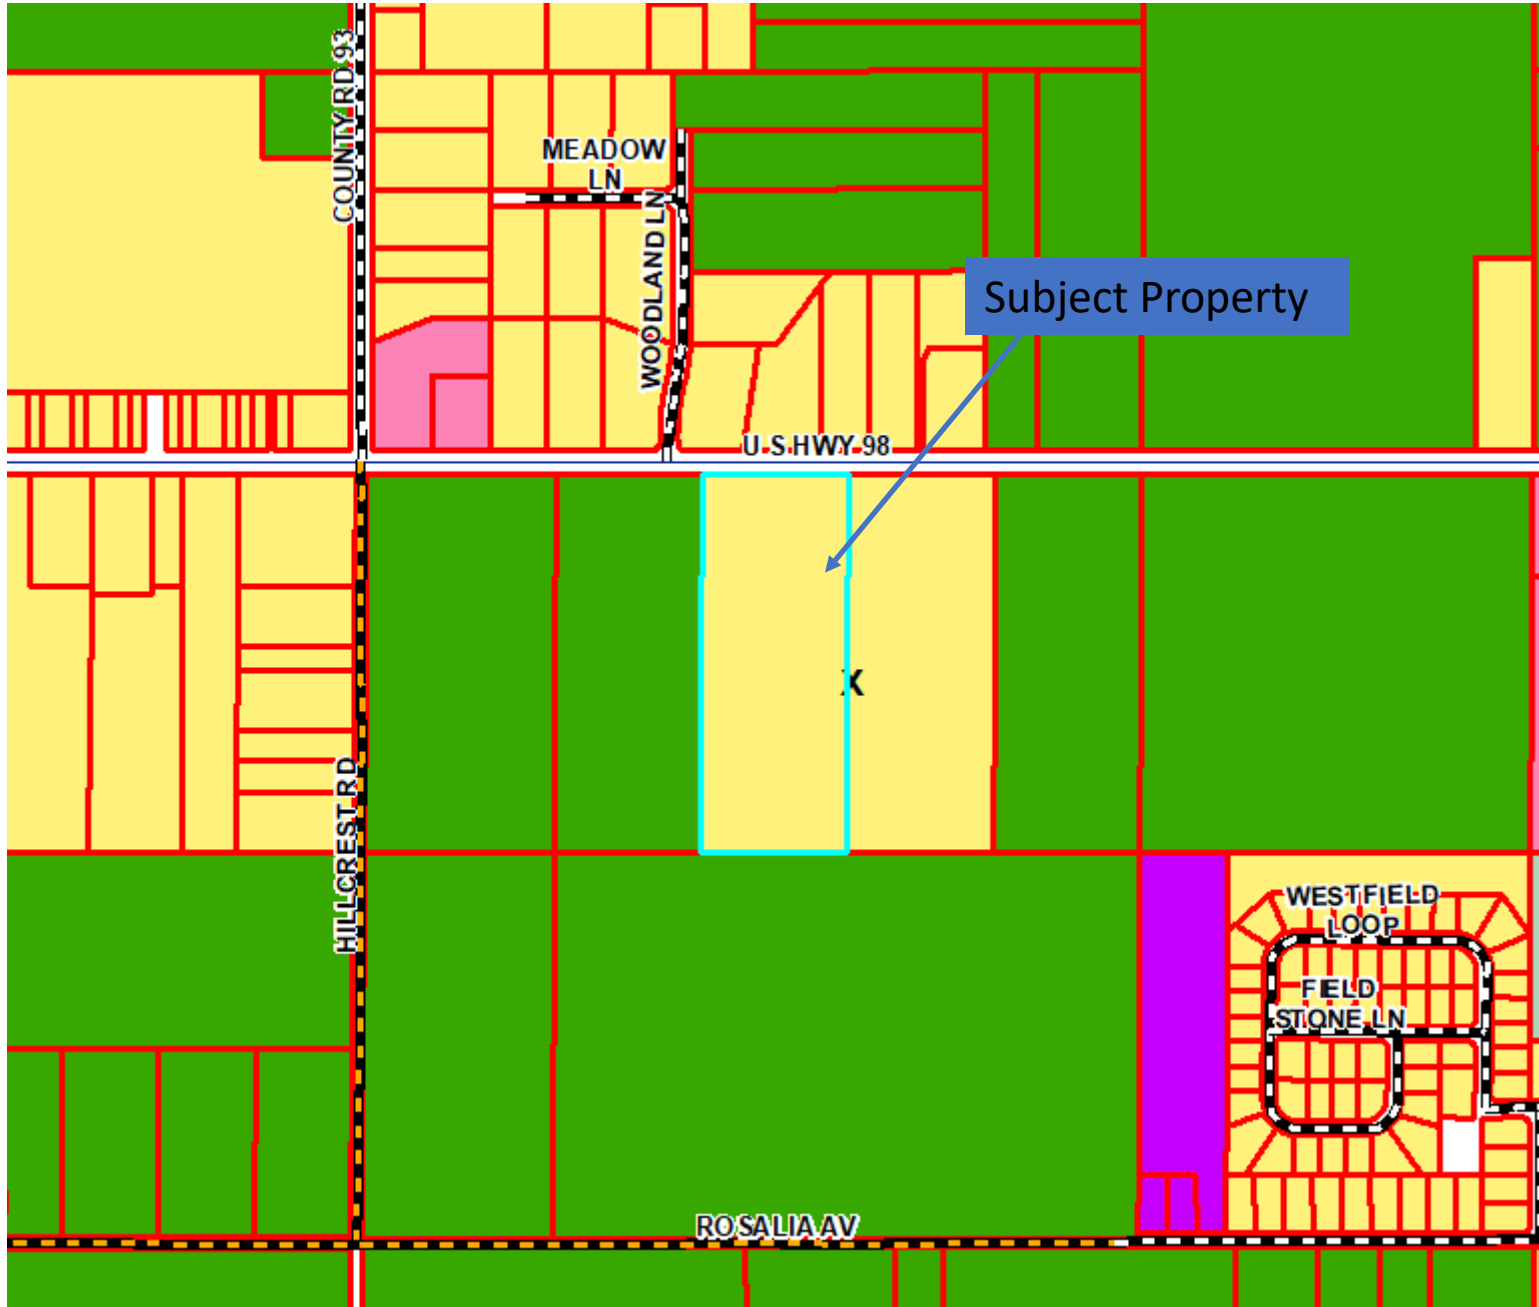 COUNTY RD 93
MEADOW
LN
WOODLAND LN
Subject Property
U S HWY 98
X
HILLCREST RD
WESTFIELD
LOOP
FIELD
STONE LN
ROSALIA AV